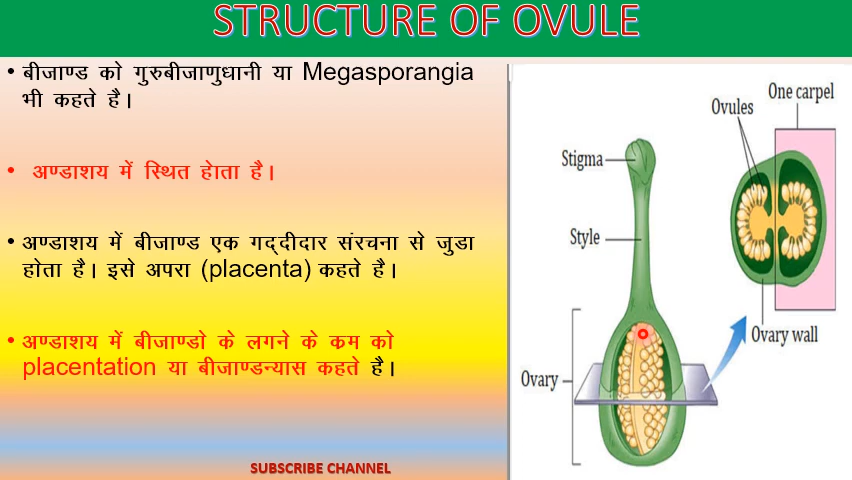 STRUCTURE OF OVULE
• बीजाण्ड को गुरुबीजाणुधानी या Megasporangia
भी कहते है।
• अण्डाशय में स्थित हेाता है।
• अण्डाशय में बीजाण्ड एक गद्दीदार संरचना से जुडा
होता है। इसे अपरा (placenta) कहते है।
• अण्डाशय में बीजाण्डो के लगने के कम को
placentation या बीजाण्डन्यास कहते है।
SUBSCRIBE CHANNEL
One carpel
Ovules
Stigma
Style
Ovary wall
Ovary